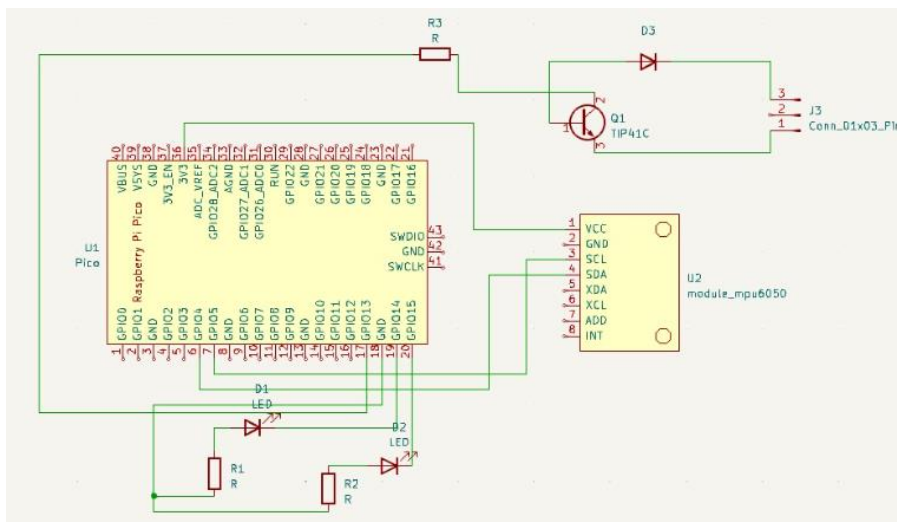 R3
R
D3
2
Q1
TIP41C
1
3
3
2
1
J3
Conn_01x03_Pin
40 39 38 37 36 35 34 33 32 31 30 29 28 27 26 25 24 23 22 21
VBUS
VSYS
GND
3V3_EN
3V3
ADC_VREF
GPIO28_ADC2
AGND
GPIO27_ADC1
GPIO26_ADC0
RUN
GPIO22
GND
GPIO21
GPIO20
GPIO19
GPIO18
GND
GPIO17
GPIO16
U1
Pico
Raspberry Pi Pico
SWDIO 43
GND 42
SWCLK 41
1 VCC
2 GND
3 SCL
4 SDA
5 XDA
6 XCL
7 ADD
8 INT
U2
module_mpu6050
GPIO0
GPIO1
GND
GPIO2
GPIO3
GPIO4
GPIO5
GND
GPIO6
GPIO7
GPIO8
GPIO9
GND
GPIO10
GPIO11
GPIO12
GPIO13
GND
GPIO14
GPIO15
1 2 3 4 5 6 7 8 9 10 11 12 13 14 15 16 17 18 19 20
D1
LED
D2
LED
R1
R
R2
R